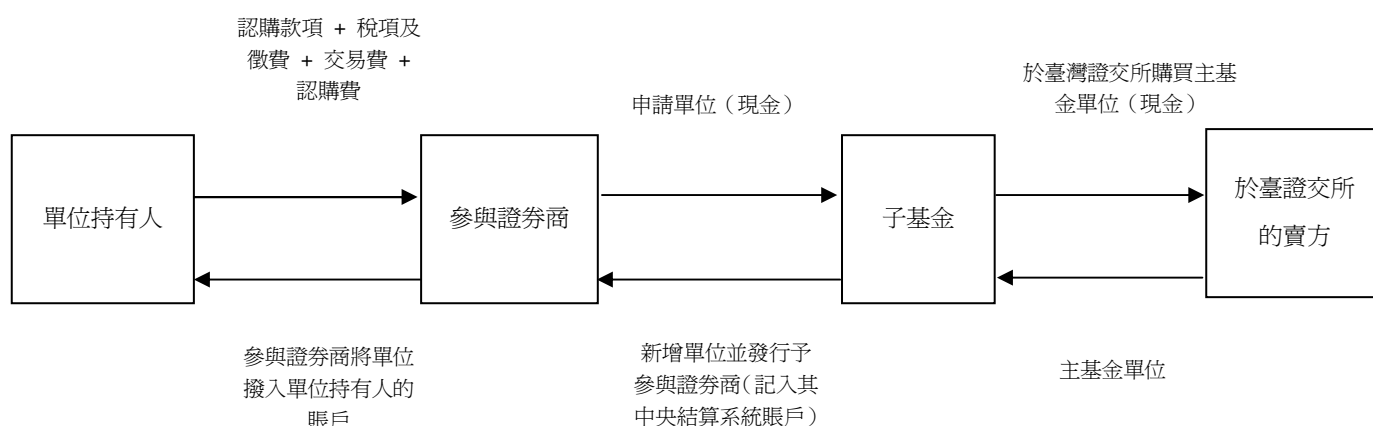 認購款項 + 稅項及
徵費 + 交易費 +
認購費
申請單位（現金）
於臺灣證交所購買主基
金單位（現金）
單位持有人
參與證券商
子基金
於臺證交所
的賣方
參與證券商將單位
撥入單位持有人的
賬戶
新增單位並發行予
參與證券商（記入其
中央結算系統賬戶）
主基金單位